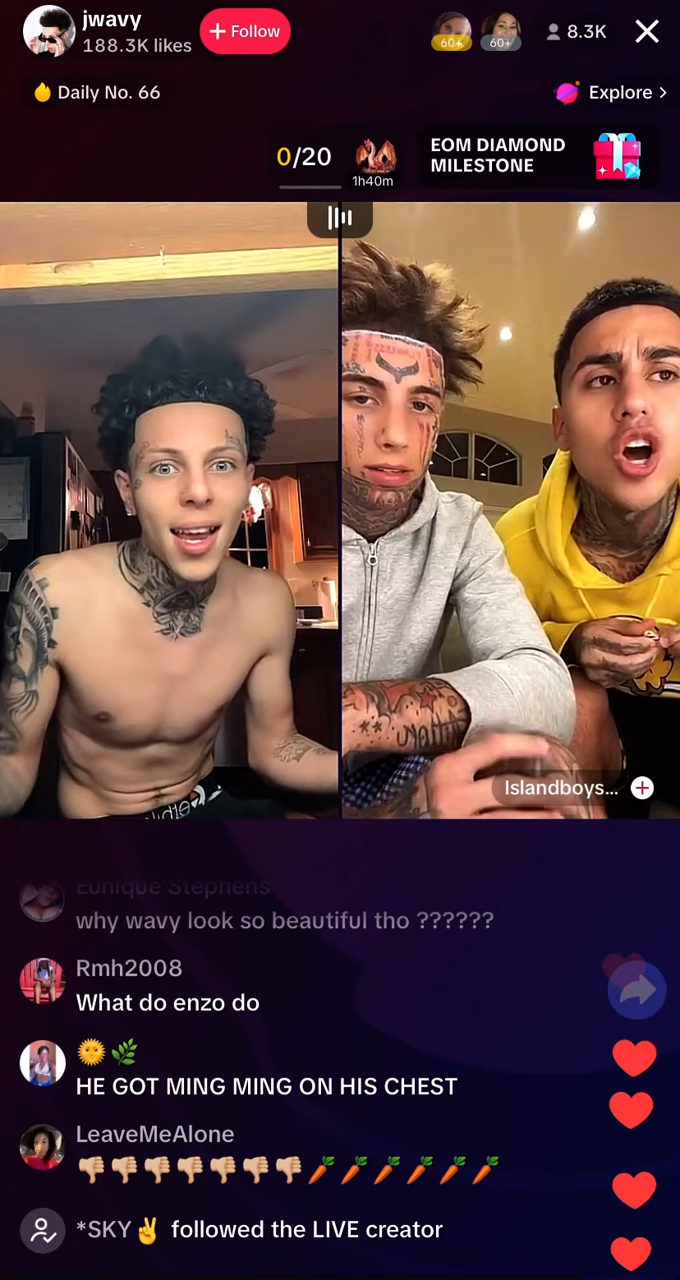 jwavy
188.3K likes
+ Follow
60+
60+
8.3K
Daily No. 66
Explore >
0/20
1h40m
EOM DIAMOND
MILESTONE
Islandboys...
Eunique Stephens
why wavy look so beautiful tho ??????
Rmh2008
What do enzo do
🌞🌿
HE GOT MING MING ON HIS CHEST
LeaveMeAlone
👎🏼👎🏼👎🏼👎🏼👎🏼👎🏼👎🏼🥕🥕🥕🥕🥕🥕
*SKY✌️ followed the LIVE creator